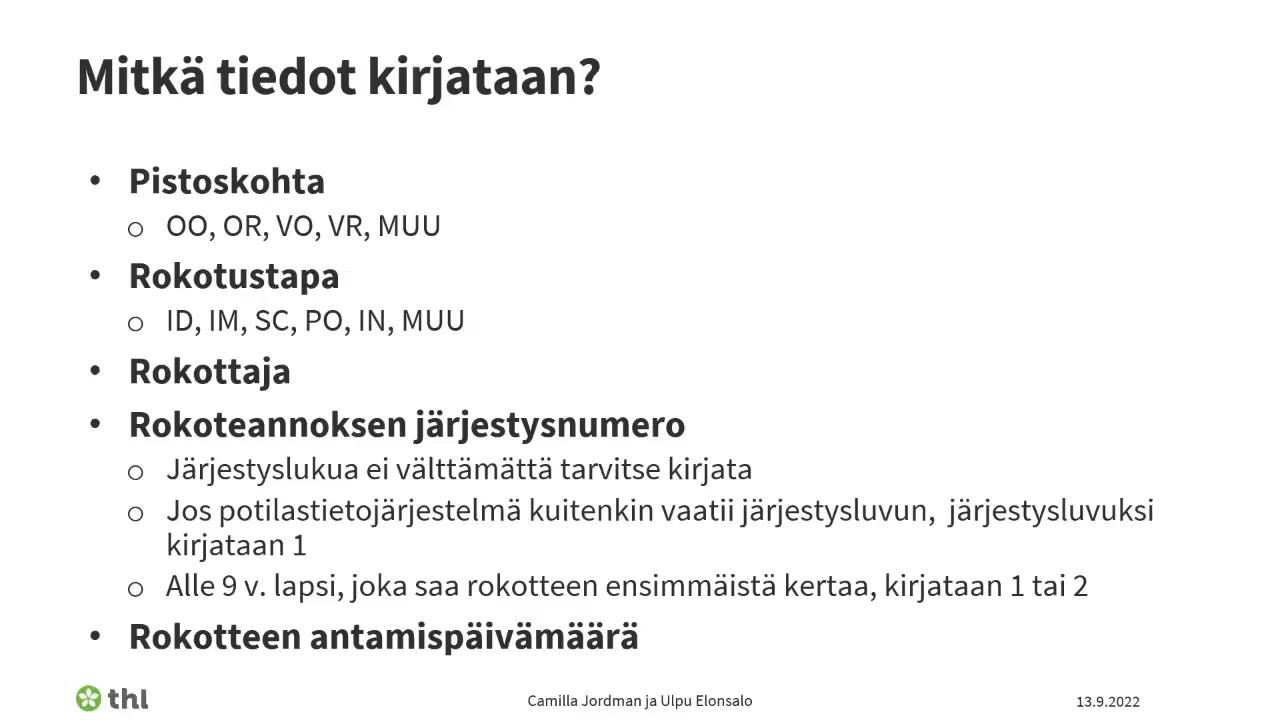 Mitkä tiedot kirjataan?
• Pistoskohta
o OO, OR, VO, VR, MUU
• Rokotustapa
o ID, IM, SC, PO, IN, MUU
• Rokottaja
• Rokoteannoksen järjestysnumero
o Järjestyslukua ei välttämättä tarvitse kirjata
o Jos potilastietojärjestelmä kuitenkin vaatii järjestysluvun, järjestysluvuksi
kirjataan 1
o Alle 9 v. lapsi, joka saa rokotteen ensimmäistä kertaa, kirjataan 1 tai 2
• Rokotteen antamispäivämäärä
thl
Camilla Jordman ja Ulpu Elonsalo
13.9.2022